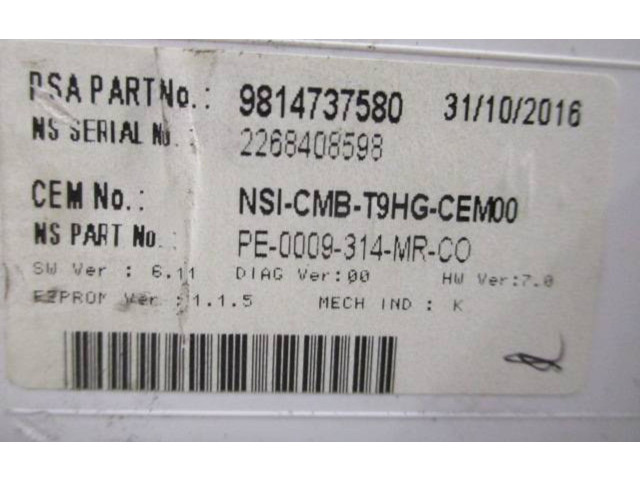 PSA PART No.: 9814737580 31/10/2016
NS SERIAL No.: 2268408598
CEM No.: NSI-CMB-T9HG-CEM00
NS PART No.: PE-0009-314-MR-CO
SW Ver : 6.11 DIAG Ver:00 HW Ver:7.0
EEPROM Ver :1.1.5 MECH IND : K